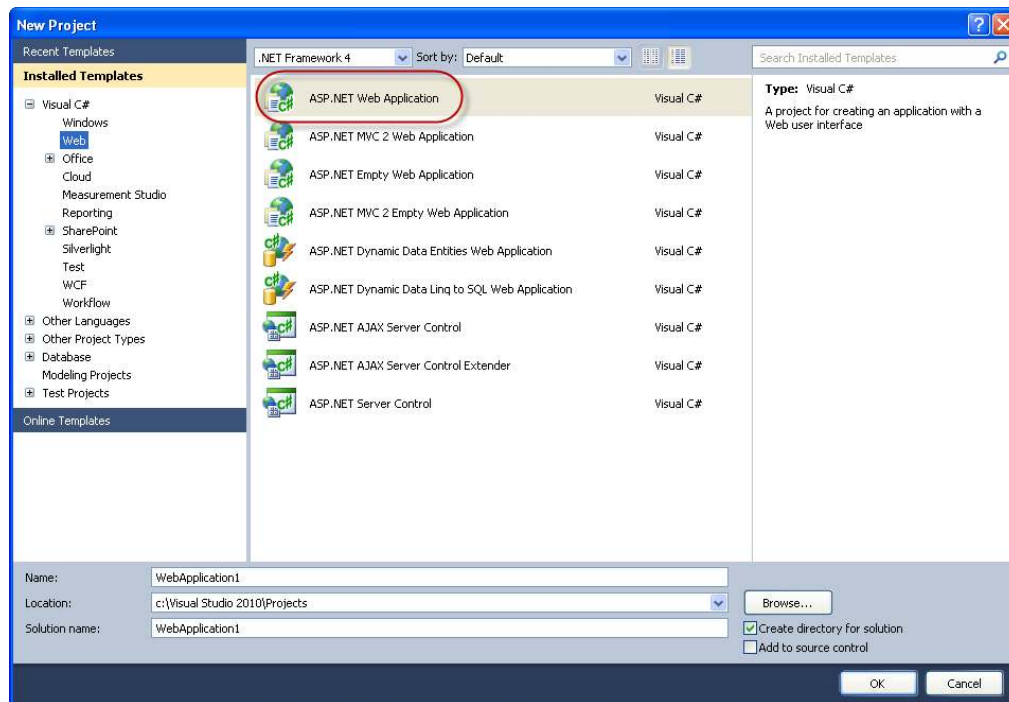 New Project
Recent Templates
Installed Templates
Visual C#
Windows
Web
Office
Cloud
Measurement Studio
Reporting
SharePoint
Silverlight
Test
WCF
Workflow
Other Languages
Other Project Types
Database
Modeling Projects
Test Projects
Online Templates
.NET Framework 4 Sort by: Default
ASP.NET Web Application Visual C#
ASP.NET MVC 2 Web Application Visual C#
ASP.NET Empty Web Application Visual C#
ASP.NET MVC 2 Empty Web Application Visual C#
ASP.NET Dynamic Data Entities Web Application Visual C#
ASP.NET Dynamic Data Linq to SQL Web Application Visual C#
ASP.NET AJAX Server Control Visual C#
ASP.NET AJAX Server Control Extender Visual C#
ASP.NET Server Control Visual C#
Search Installed Templates
Type: Visual C#
A project for creating an application with a
Web user interface
Name: WebApplication1
Location: c:\Visual Studio 2010\Projects Browse...
Solution name: WebApplication1
Create directory for solution
Add to source control
OK Cancel